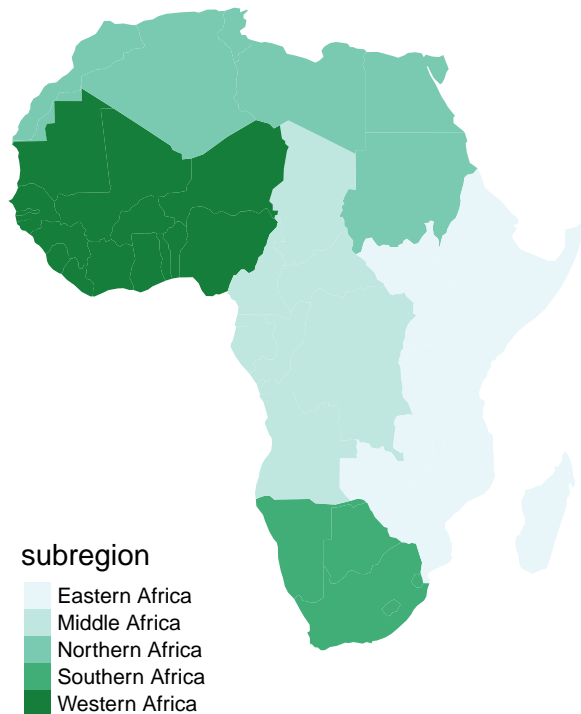 subregion
Eastern Africa
Middle Africa
Northern Africa
Southern Africa
Western Africa